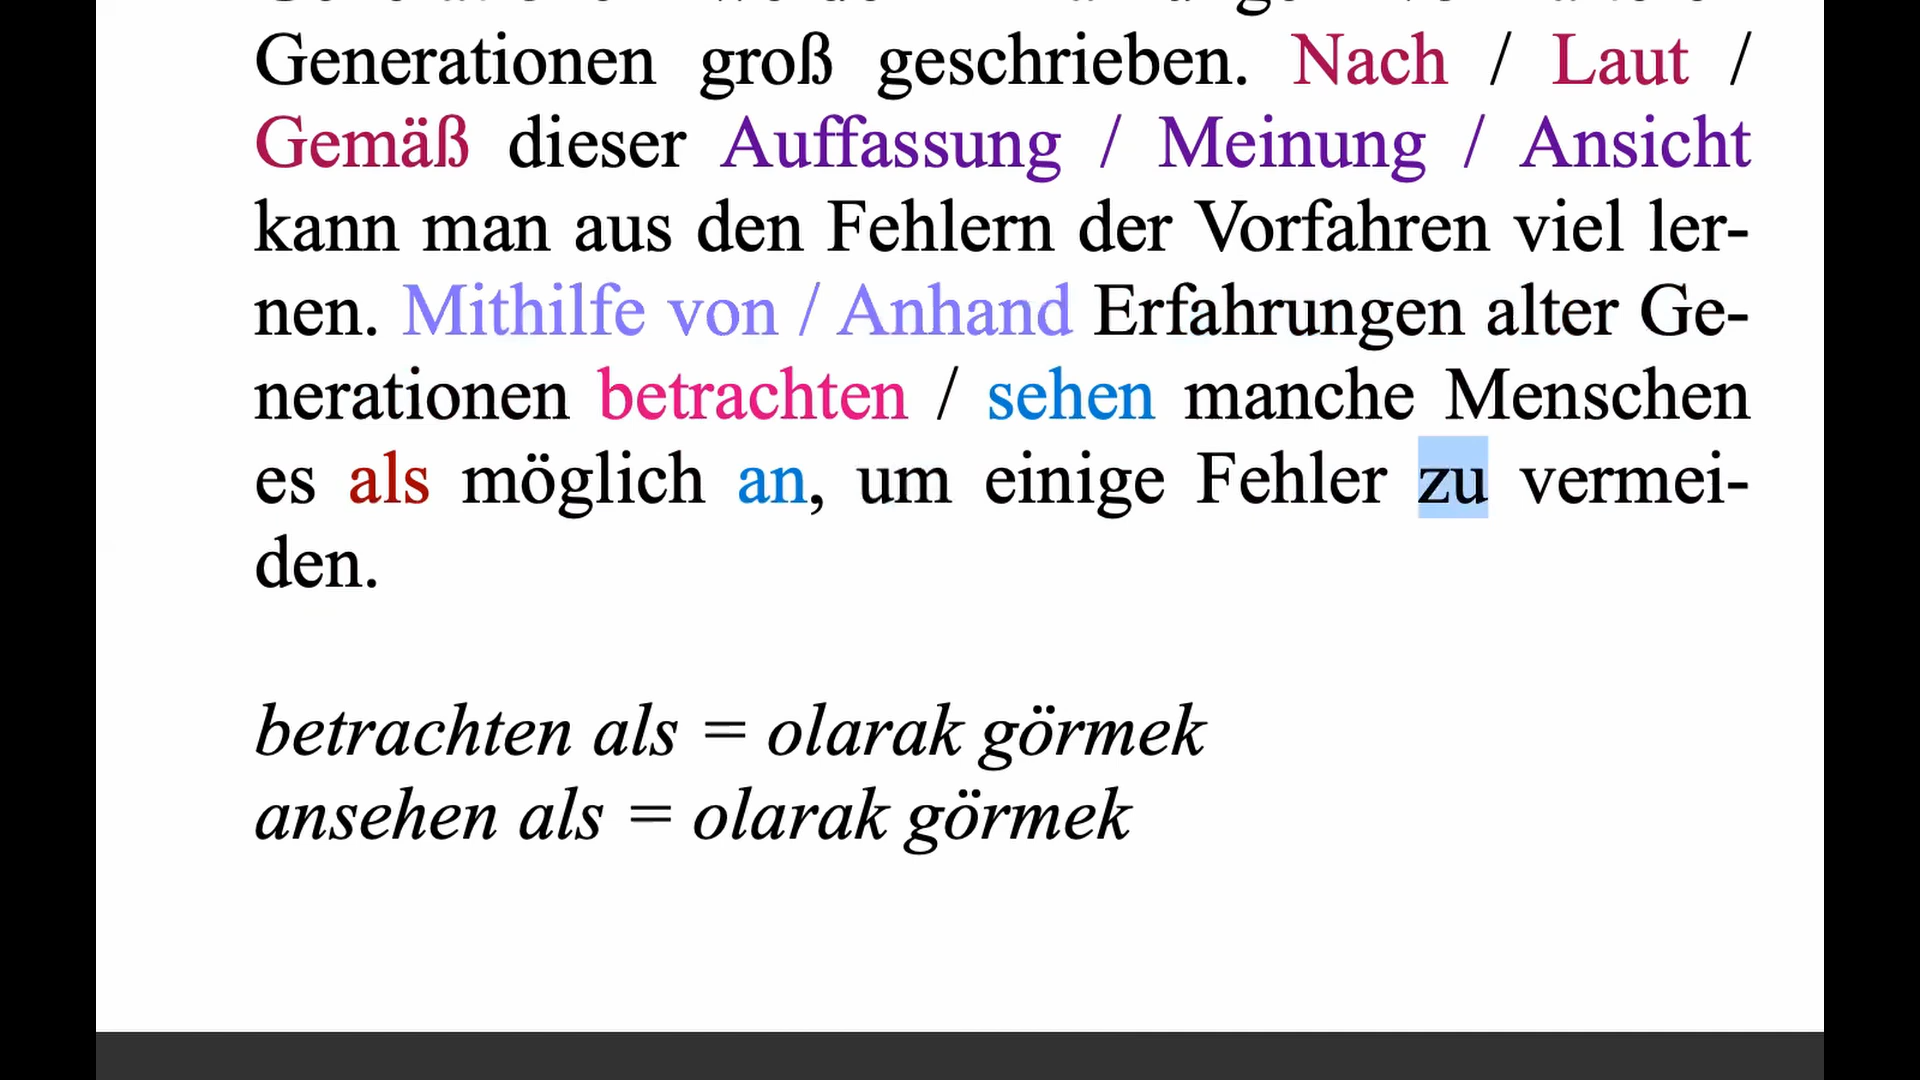 Generationen groß geschrieben. Nach / Laut /
Gemäß dieser Auffassung / Meinung / Ansicht
kann man aus den Fehlern der Vorfahren viel ler-
nen. Mithilfe von / Anhand Erfahrungen alter Ge-
nerationen betrachten / sehen manche Menschen
es als möglich an, um einige Fehler zu vermei-
den.
betrachten als = olarak görmek
ansehen als = olarak görmek